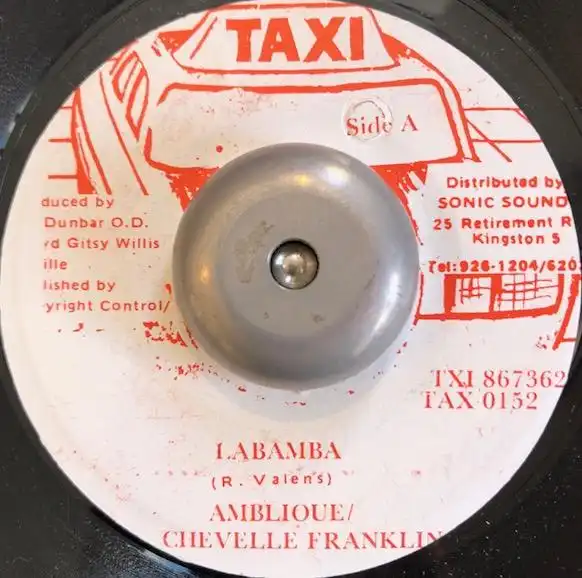 TAXI
Side A
duced by
Dunbar O.D.
rd Gitsy Willis
ille
lished by
yright Control/
Distributed by
SONIC SOUND
25 Retirement R
Kingston 5
Tel:926-1204/620
TXI 867362
TAX 0152
LABAMBA
(R. Valens)
AMBLIQUE/
CHEVELLE FRANKLIN